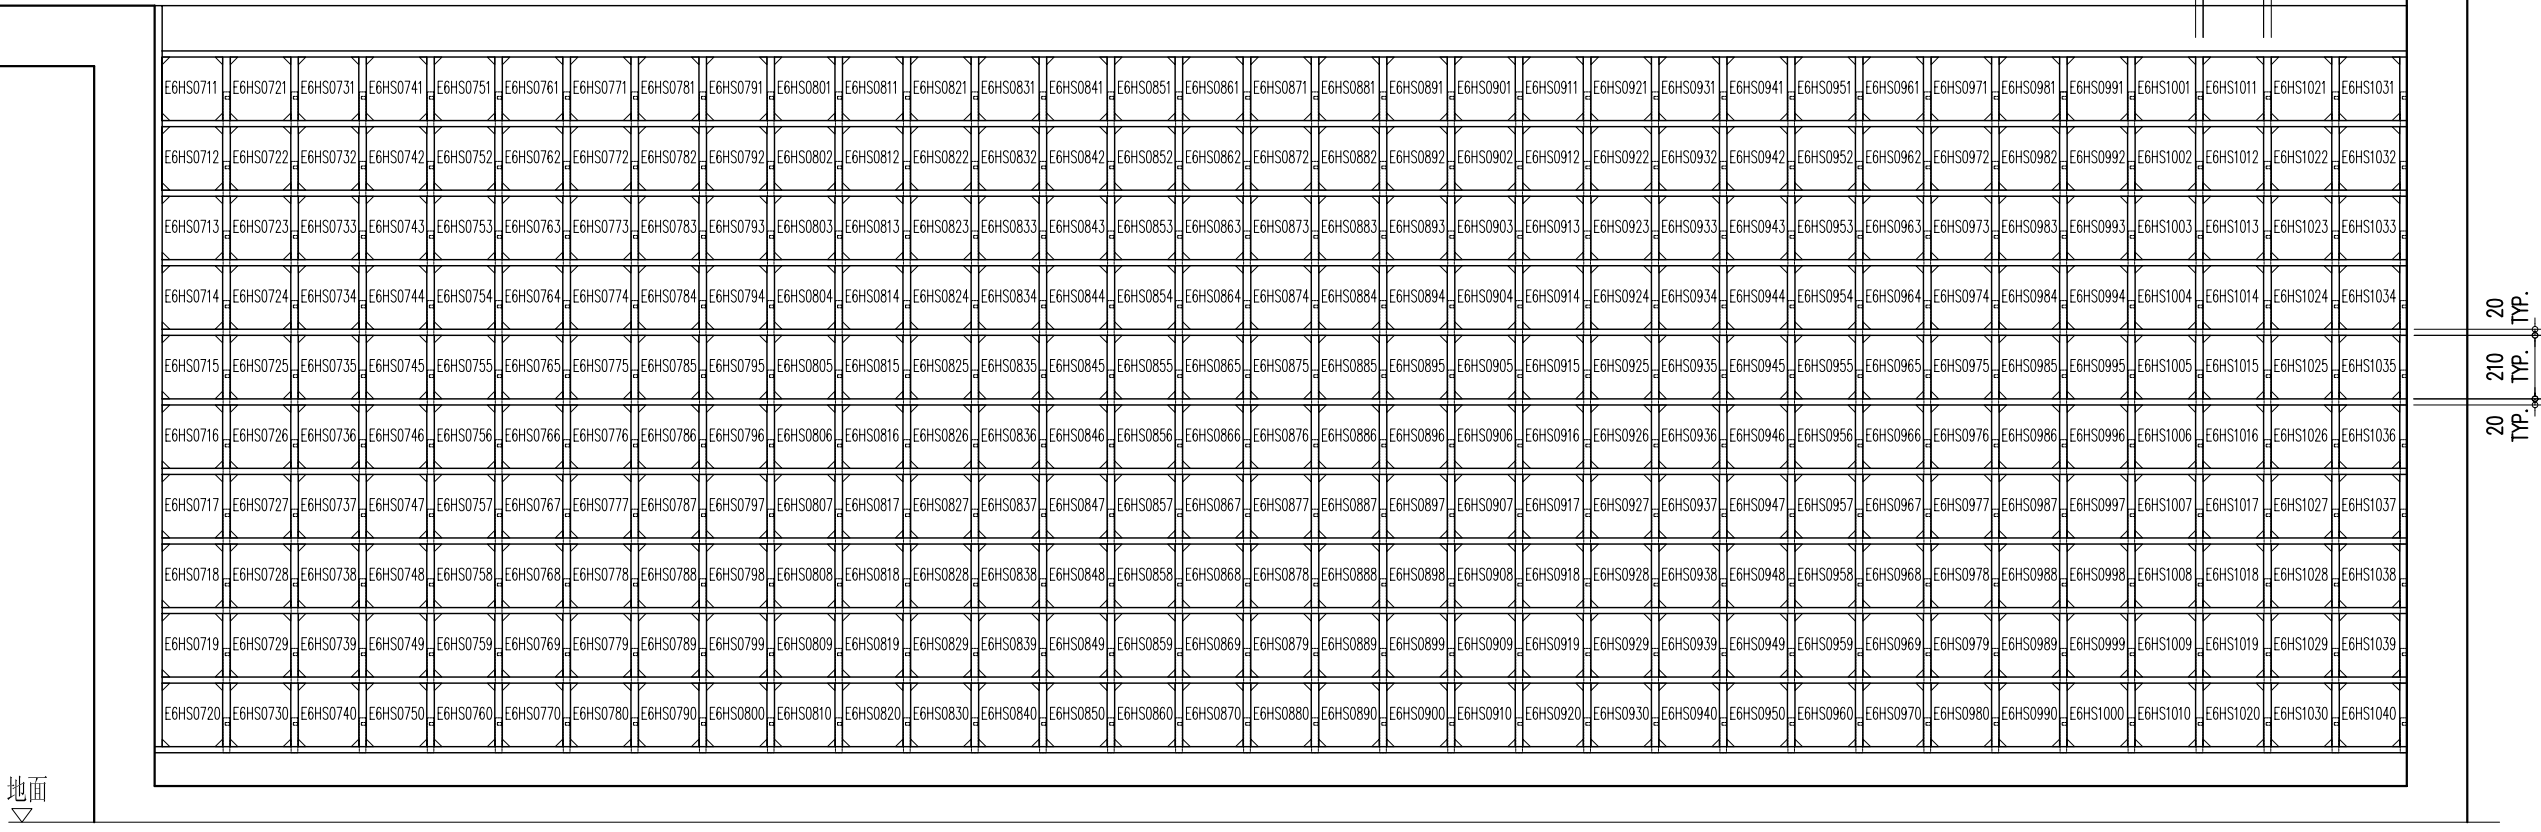 E6HS0711 E6HS0721 E6HS0731 E6HS0741 E6HS0751 E6HS0761 E6HS0771 E6HS0781 E6HS0791 E6HS0801 E6HS0811 E6HS0821 E6HS0831 E6HS0841 E6HS0851 E6HS0861 E6HS0871 E6HS0881 E6HS0891 E6HS0901 E6HS0911 E6HS0921 E6HS0931 E6HS0941 E6HS0951 E6HS0961 E6HS0971 E6HS0981 E6HS0991 E6HS1001 E6HS1011 E6HS1021 E6HS1031
E6HS0712 E6HS0722 E6HS0732 E6HS0742 E6HS0752 E6HS0762 E6HS0772 E6HS0782 E6HS0792 E6HS0802 E6HS0812 E6HS0822 E6HS0832 E6HS0842 E6HS0852 E6HS0862 E6HS0872 E6HS0882 E6HS0892 E6HS0902 E6HS0912 E6HS0922 E6HS0932 E6HS0942 E6HS0952 E6HS0962 E6HS0972 E6HS0982 E6HS0992 E6HS1002 E6HS1012 E6HS1022 E6HS1032
E6HS0713 E6HS0723 E6HS0733 E6HS0743 E6HS0753 E6HS0763 E6HS0773 E6HS0783 E6HS0793 E6HS0803 E6HS0813 E6HS0823 E6HS0833 E6HS0843 E6HS0853 E6HS0863 E6HS0873 E6HS0883 E6HS0893 E6HS0903 E6HS0913 E6HS0923 E6HS0933 E6HS0943 E6HS0953 E6HS0963 E6HS0973 E6HS0983 E6HS0993 E6HS1003 E6HS1013 E6HS1023 E6HS1033
E6HS0714 E6HS0724 E6HS0734 E6HS0744 E6HS0754 E6HS0764 E6HS0774 E6HS0784 E6HS0794 E6HS0804 E6HS0814 E6HS0824 E6HS0834 E6HS0844 E6HS0854 E6HS0864 E6HS0874 E6HS0884 E6HS0894 E6HS0904 E6HS0914 E6HS0924 E6HS0934 E6HS0944 E6HS0954 E6HS0964 E6HS0974 E6HS0984 E6HS0994 E6HS1004 E6HS1014 E6HS1024 E6HS1034
E6HS0715 E6HS0725 E6HS0735 E6HS0745 E6HS0755 E6HS0765 E6HS0775 E6HS0785 E6HS0795 E6HS0805 E6HS0815 E6HS0825 E6HS0835 E6HS0845 E6HS0855 E6HS0865 E6HS0875 E6HS0885 E6HS0895 E6HS0905 E6HS0915 E6HS0925 E6HS0935 E6HS0945 E6HS0955 E6HS0965 E6HS0975 E6HS0985 E6HS0995 E6HS1005 E6HS1015 E6HS1025 E6HS1035
E6HS0716 E6HS0726 E6HS0736 E6HS0746 E6HS0756 E6HS0766 E6HS0776 E6HS0786 E6HS0796 E6HS0806 E6HS0816 E6HS0826 E6HS0836 E6HS0846 E6HS0856 E6HS0866 E6HS0876 E6HS0886 E6HS0896 E6HS0906 E6HS0916 E6HS0926 E6HS0936 E6HS0946 E6HS0956 E6HS0966 E6HS0976 E6HS0986 E6HS0996 E6HS1006 E6HS1016 E6HS1026 E6HS1036
E6HS0717 E6HS0727 E6HS0737 E6HS0747 E6HS0757 E6HS0767 E6HS0777 E6HS0787 E6HS0797 E6HS0807 E6HS0817 E6HS0827 E6HS0837 E6HS0847 E6HS0857 E6HS0867 E6HS0877 E6HS0887 E6HS0897 E6HS0907 E6HS0917 E6HS0927 E6HS0937 E6HS0947 E6HS0957 E6HS0967 E6HS0977 E6HS0987 E6HS0997 E6HS1007 E6HS1017 E6HS1027 E6HS1037
E6HS0718 E6HS0728 E6HS0738 E6HS0748 E6HS0758 E6HS0768 E6HS0778 E6HS0788 E6HS0798 E6HS0808 E6HS0818 E6HS0828 E6HS0838 E6HS0848 E6HS0858 E6HS0868 E6HS0878 E6HS0888 E6HS0898 E6HS0908 E6HS0918 E6HS0928 E6HS0938 E6HS0948 E6HS0958 E6HS0968 E6HS0978 E6HS0988 E6HS0998 E6HS1008 E6HS1018 E6HS1028 E6HS1038
E6HS0719 E6HS0729 E6HS0739 E6HS0749 E6HS0759 E6HS0769 E6HS0779 E6HS0789 E6HS0799 E6HS0809 E6HS0819 E6HS0829 E6HS0839 E6HS0849 E6HS0859 E6HS0869 E6HS0879 E6HS0889 E6HS0899 E6HS0909 E6HS0919 E6HS0929 E6HS0939 E6HS0949 E6HS0959 E6HS0969 E6HS0979 E6HS0989 E6HS0999 E6HS1009 E6HS1019 E6HS1029 E6HS1039
E6HS0720 E6HS0730 E6HS0740 E6HS0750 E6HS0760 E6HS0770 E6HS0780 E6HS0790 E6HS0800 E6HS0810 E6HS0820 E6HS0830 E6HS0840 E6HS0850 E6HS0860 E6HS0870 E6HS0880 E6HS0890 E6HS0900 E6HS0910 E6HS0920 E6HS0930 E6HS0940 E6HS0950 E6HS0960 E6HS0970 E6HS0980 E6HS0990 E6HS1000 E6HS1010 E6HS1020 E6HS1030 E6HS1040
20
TYP.
210
TYP.
20
TYP.
地面